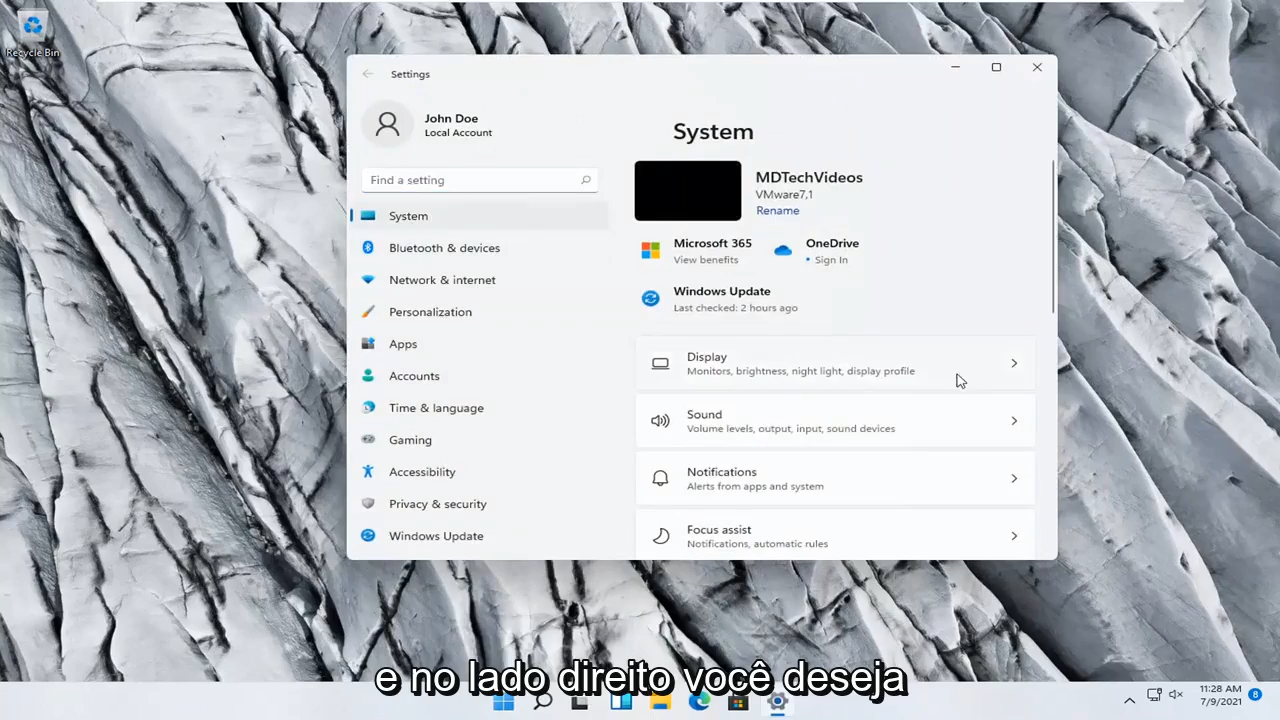 Recycle Bin
Settings
John Doe
Local Account
Find a setting
System
Bluetooth & devices
Network & internet
Personalization
Apps
Accounts
Time & language
Gaming
Accessibility
Privacy & security
Windows Update
System
MDTechVideos
VMware7,1
Rename
Microsoft 365
View benefits
OneDrive
• Sign In
Windows Update
Last checked: 2 hours ago
Display
Monitors, brightness, night light, display profile
Sound
Volume levels, output, input, sound devices
Notifications
Alerts from apps and system
Focus assist
Notifications, automatic rules
e no lado direito você deseja
11:28 AM
7/9/2021
8